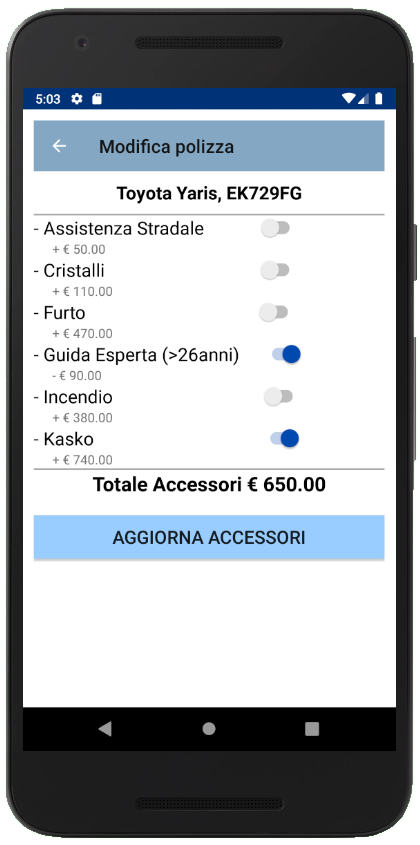 5:03
Modifica polizza
Toyota Yaris, EK729FG
- Assistenza Stradale
+ € 50.00
- Cristalli
+ € 110.00
- Furto
+ € 470.00
- Guida Esperta (>26anni)
- € 90.00
- Incendio
+ € 380.00
- Kasko
+ € 740.00
Totale Accessori € 650.00
AGGIORNA ACCESSORI